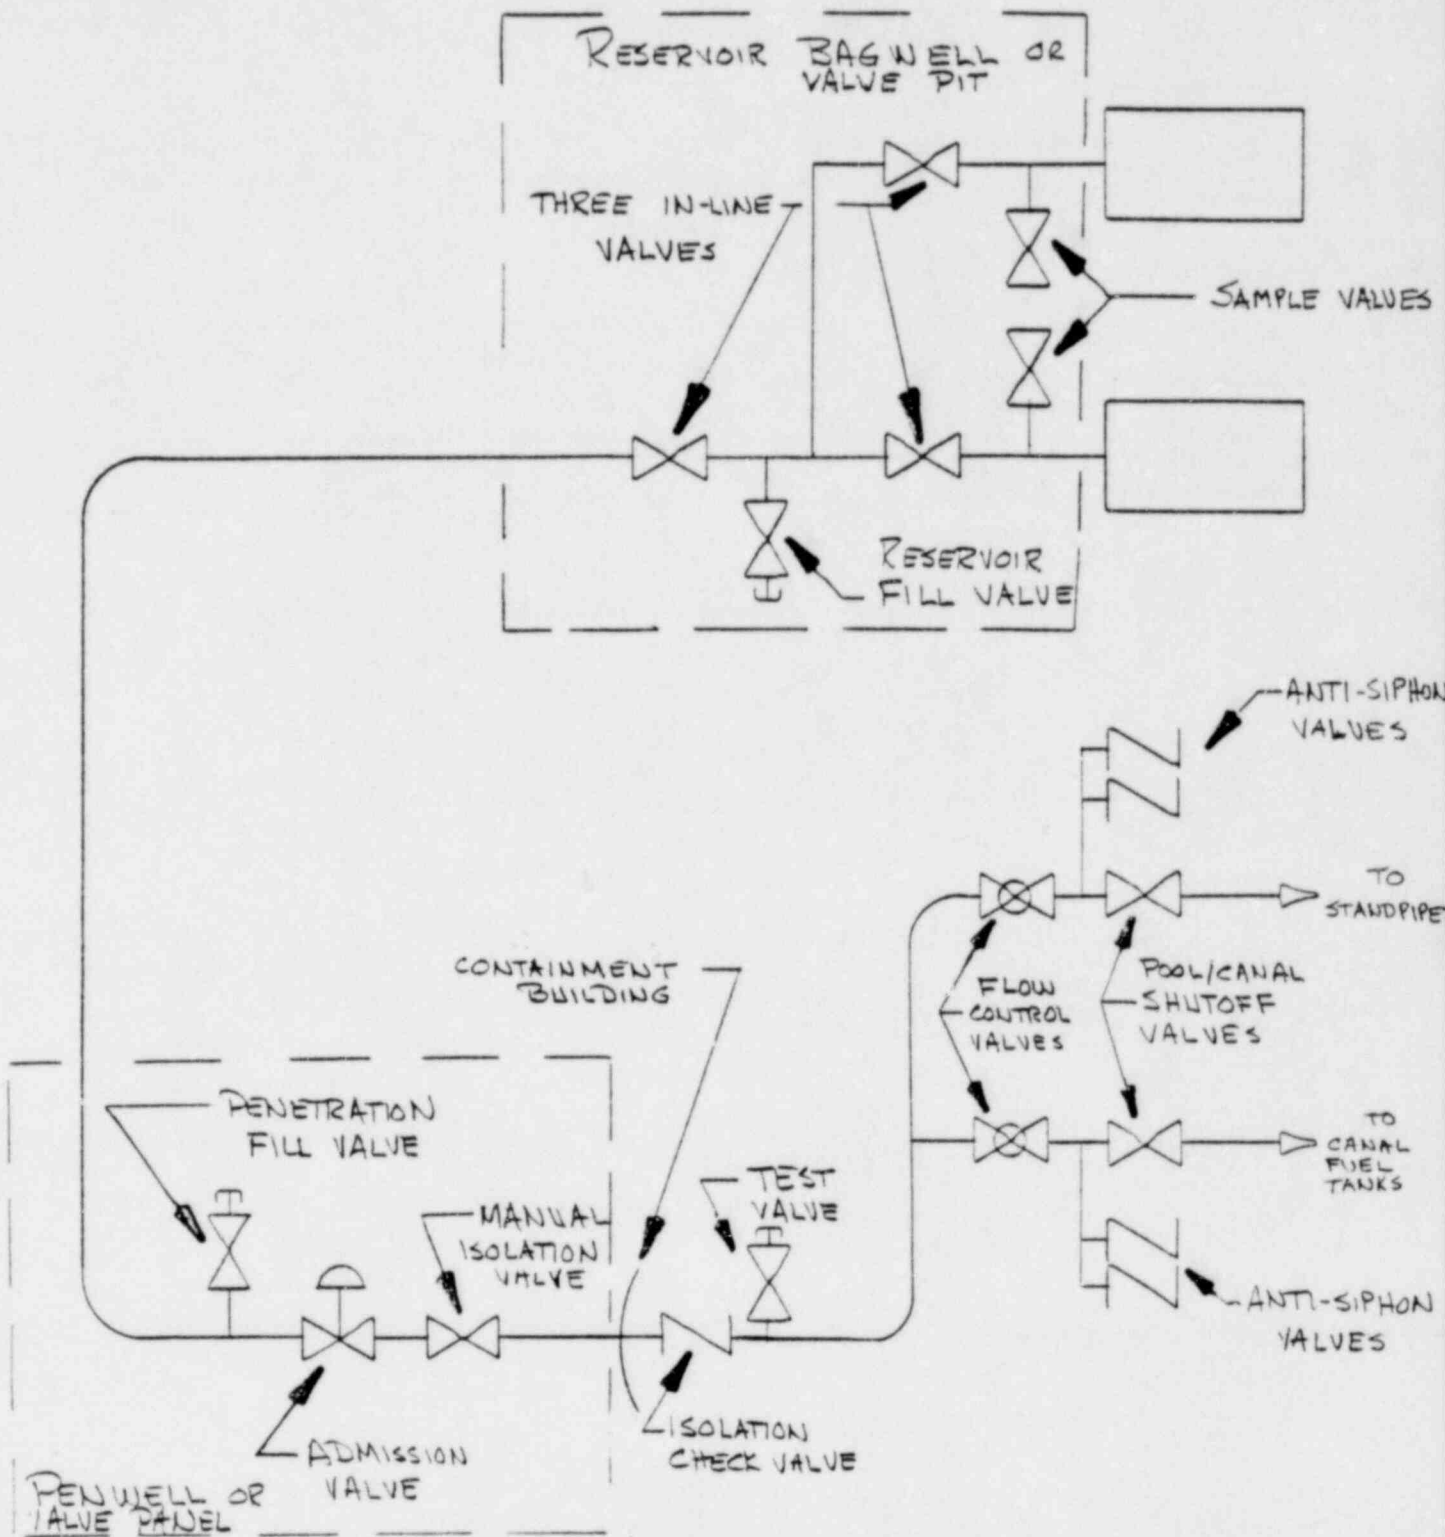 RESERVOIR BAGWELL OR
VALVE PIT
THREE IN-LINE
VALVES
SAMPLE VALVES
RESERVOIR
FILL VALVE
ANTI-SIPHON
VALVES
TO
STANDPIPE
CONTAINMENT
BUILDING
FLOW
CONTROL
VALVES
POOL/CANAL
SHUTOFF
VALVES
PENETRATION
FILL VALVE
TO
CANAL
FUEL
TANKS
MANUAL
ISOLATION
VALVE
TEST
VALVE
ANTI-SIPHON
VALVES
ADMISSION
VALVE
ISOLATION
CHECK VALVE
PENWELL OR
VALVE PANEL